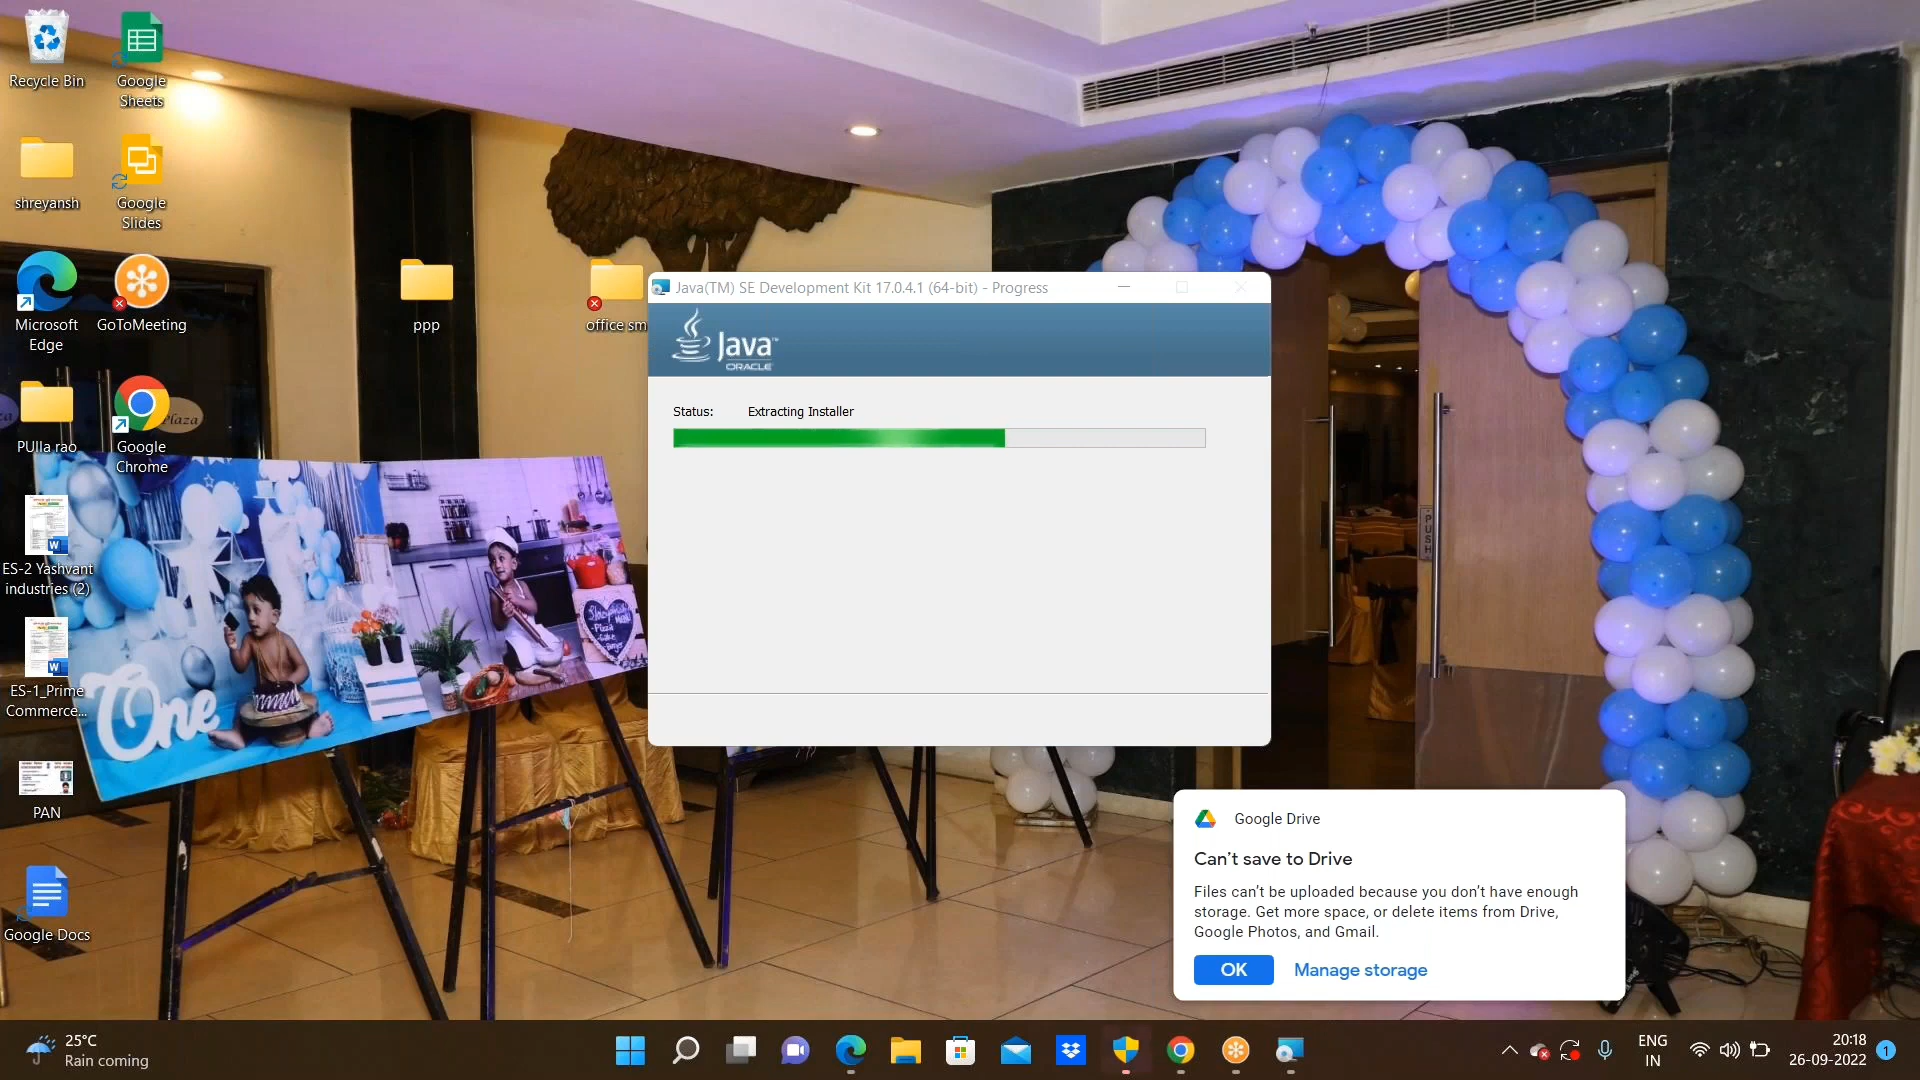 Recycle Bin
Google
Sheets
shreyansh
Google
Slides
Microsoft
Edge
GoToMeeting
ppp
office sm
PUlla rao
Google
Chrome
Plaza
ES-2 Yashvant
industries (2)
ES-1_Prime
Commerce...
PAN
Google Docs
One
PUSH
Java(TM) SE Development Kit 17.0.4.1 (64-bit) - Progress
Java™
ORACLE
Status: Extracting Installer
Google Drive
Can't save to Drive
Files can't be uploaded because you don't have enough
storage. Get more space, or delete items from Drive,
Google Photos, and Gmail.
OK Manage storage
25°C
Rain coming
ENG
IN
20:18
26-09-2022
1